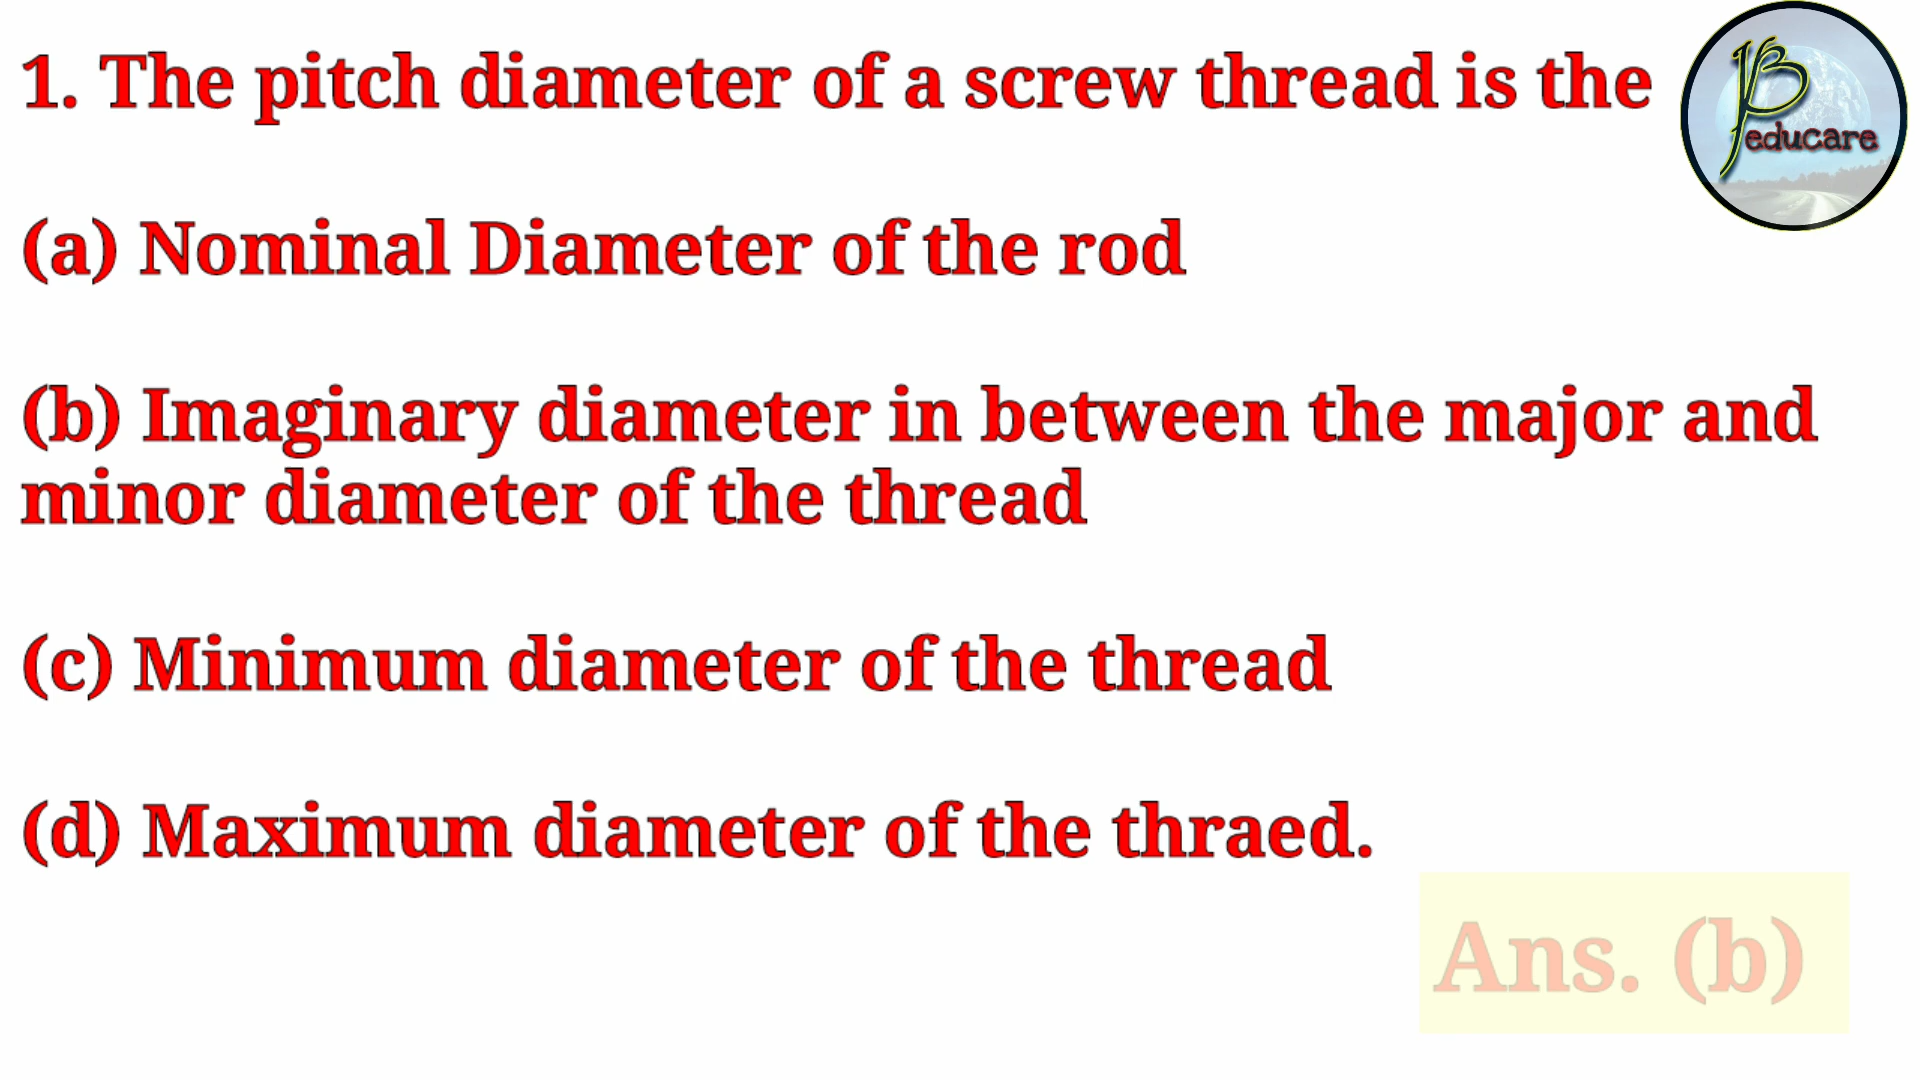 1. The pitch diameter of a screw thread is the
(a) Nominal Diameter of the rod
(b) Imaginary diameter in between the major and
minor diameter of the thread
(c) Minimum diameter of the thread
(d) Maximum diameter of the thraed.
Ans. (b)
educare